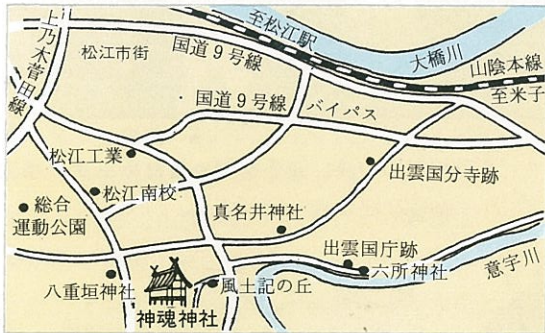 至松江駅
大橋川
山陰本線
至米子
上乃木菅田線
松江市街
国道9号線
国道9号線
バイパス
松江工業
松江南校
総合
運動公園
真名井神社
出雲国分寺跡
出雲国庁跡
六所神社
意宇川
八重垣神社
風土記の丘
神魂神社